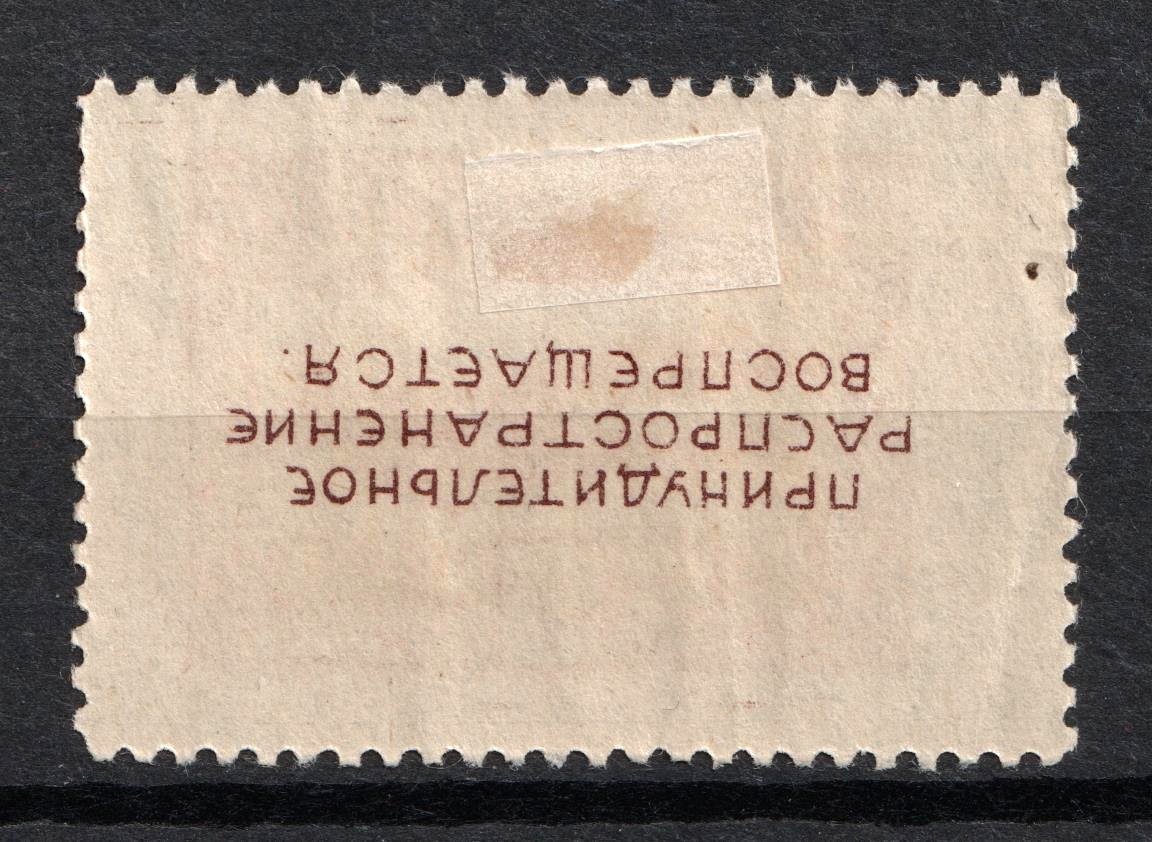 ПРИНУДИТЕЛЬНОЕ
РАСПРОСТРАНЕНИЕ
ВОСПРЕЩАЕТСЯ.